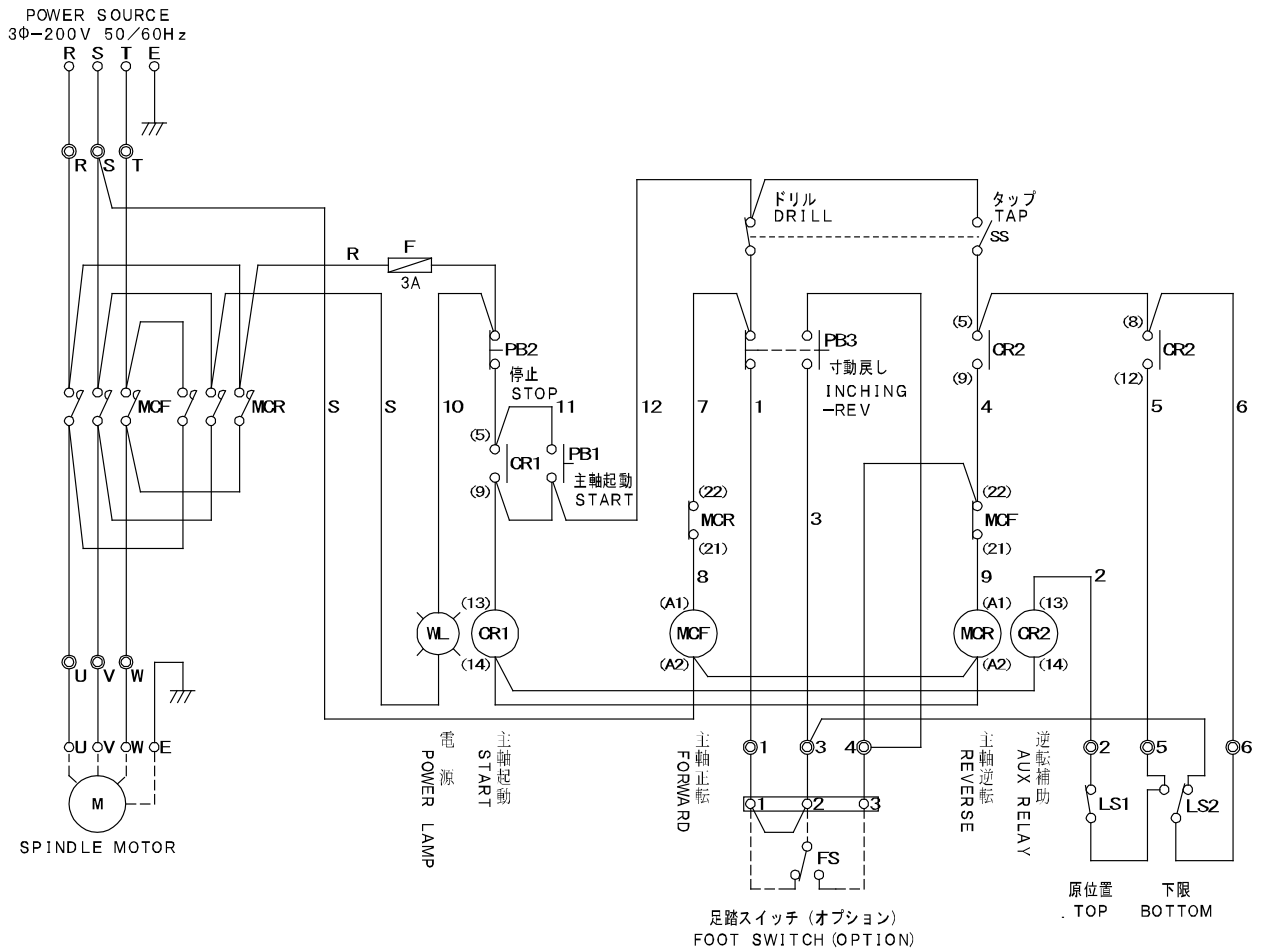 POWER SOURCE
3Φ-200V 50/60Hz
R S T E
R S T
ドリル
DRILL
タップ
TAP
SS
R
F
3A
(5)
(8)
PB2
PB3
CR2
CR2
停止
STOP
寸動戻し
INCHING
-REV
(9)
(12)
MCF
MCR
S
S
10
11
12
7
1
4
5
6
(5)
CR1
PB1
主軸起動
START
(9)
(22)
MCR
(21)
3
(22)
MCF
(21)
8
9
2
(13)
(A1)
(A1)
(13)
WL
CR1
MCF
MCR
CR2
(14)
(A2)
(A2)
(14)
U V W
U V W E
M
SPINDLE MOTOR
電源
POWER LAMP
主軸起動
START
主軸正転
FORWARD
主軸逆転
REVERSE
逆転補助
AUX RELAY
1 3 4
2 5 6
1 2 3
LS1
LS2
FS
原位置
.TOP
下限
BOTTOM
足踏スイッチ(オプション)
FOOT SWITCH(OPTION)